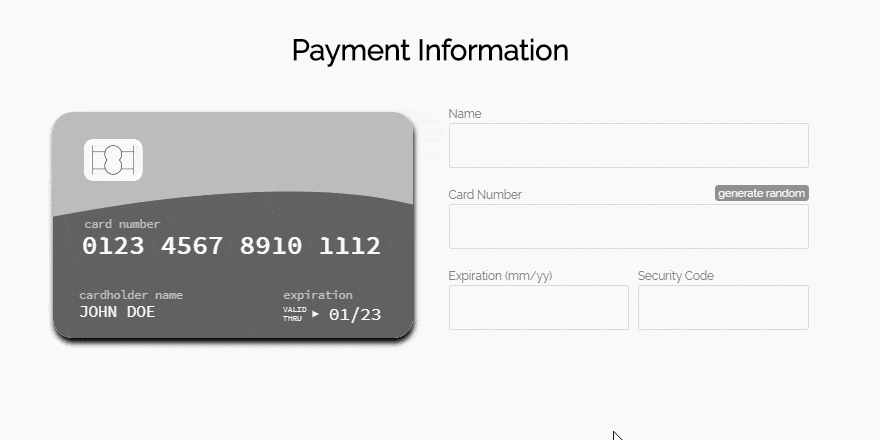 Payment Information
card number
0123 4567 8910 1112
cardholder name
JOHN DOE
expiration
VALID
THRU
01/23
Name
Card Number
generate random
Expiration (mm/yy)
Security Code